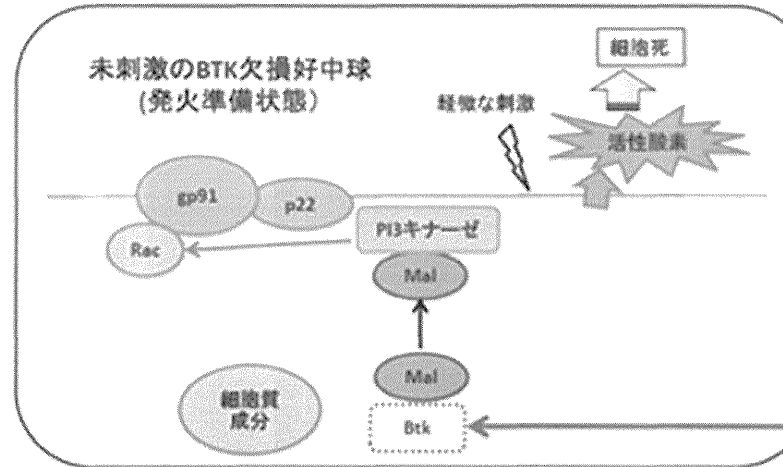 細胞死
未刺激のBTK欠損好中球
(発火準備状態)
軽微な刺激
活性酸素
gp91
p22
PI3キナーゼ
Rac
Mal
Mal
細胞質
成分
Btk